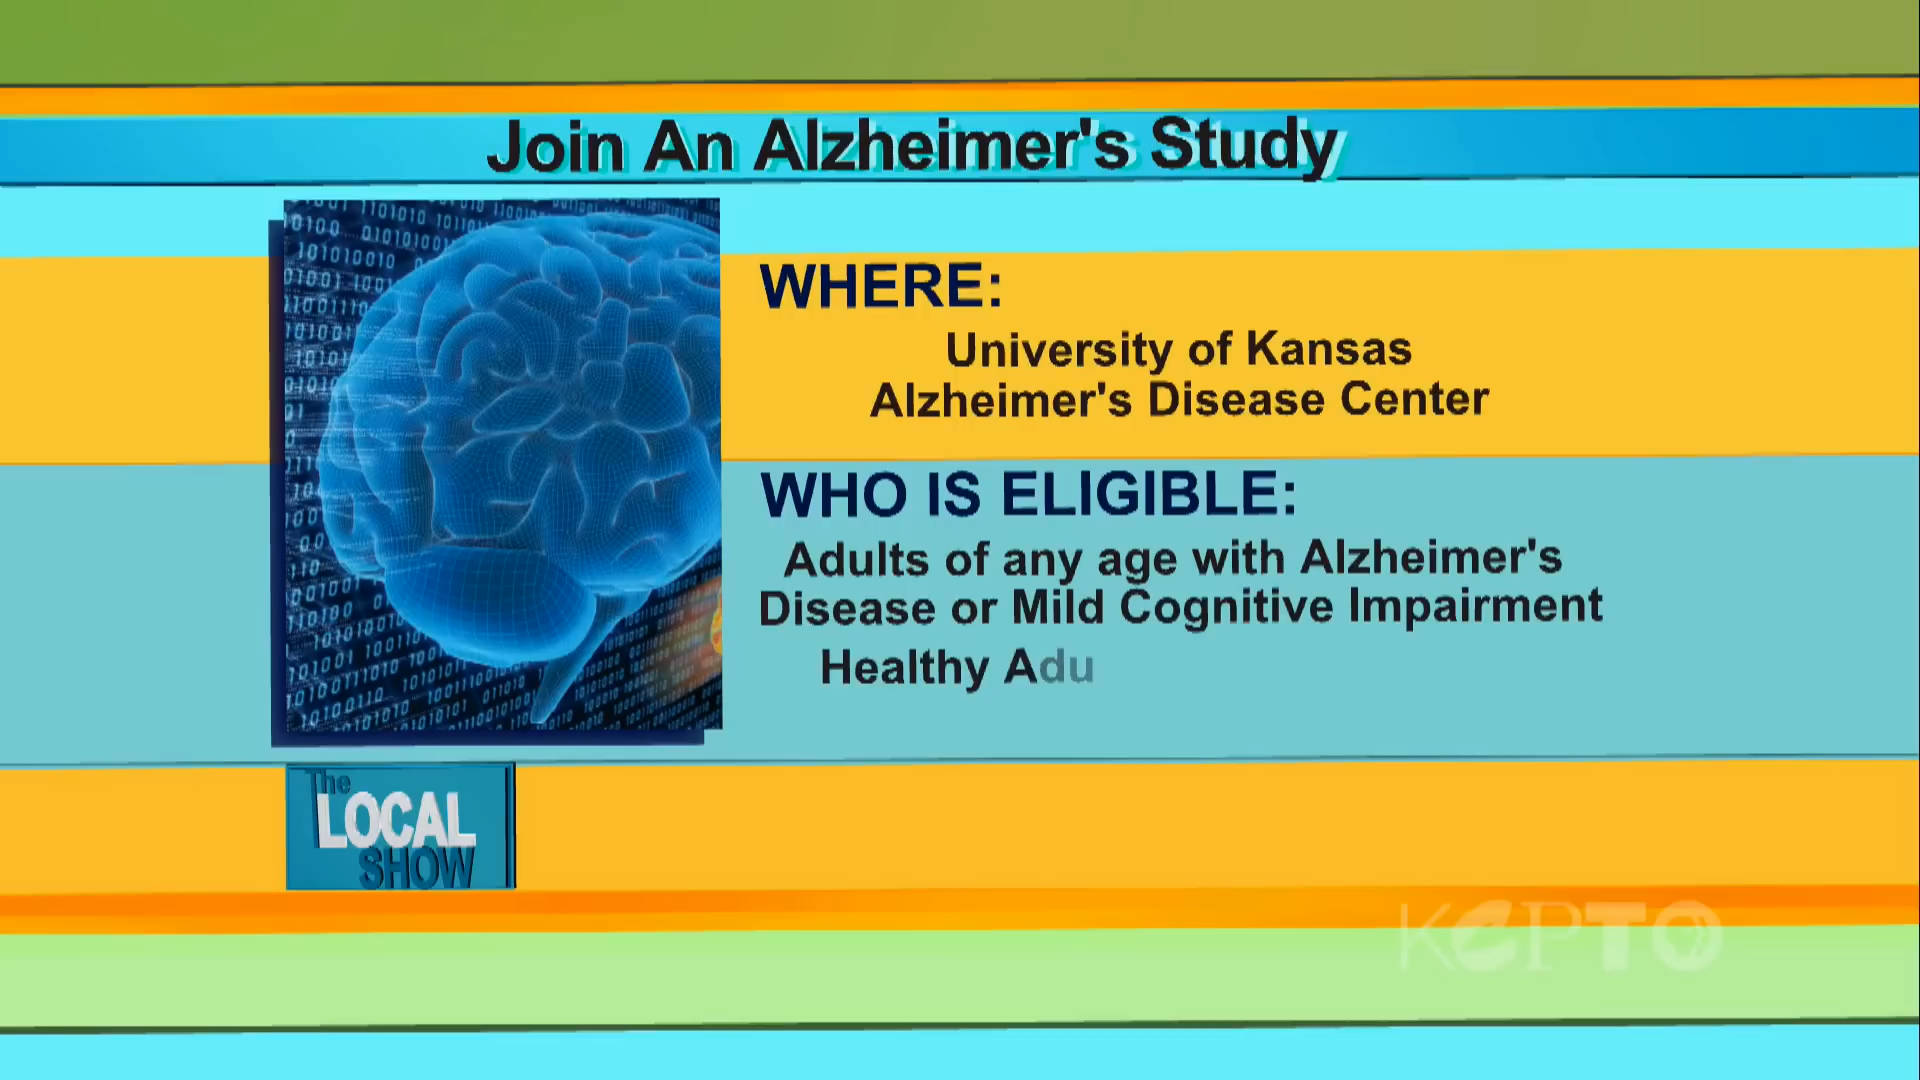 Join An Alzheimer's Study
WHERE:
University of Kansas
Alzheimer's Disease Center
WHO IS ELIGIBLE:
Adults of any age with Alzheimer's
Disease or Mild Cognitive Impairment
Healthy Adu
The
LOCAL
SHOW
KCPT